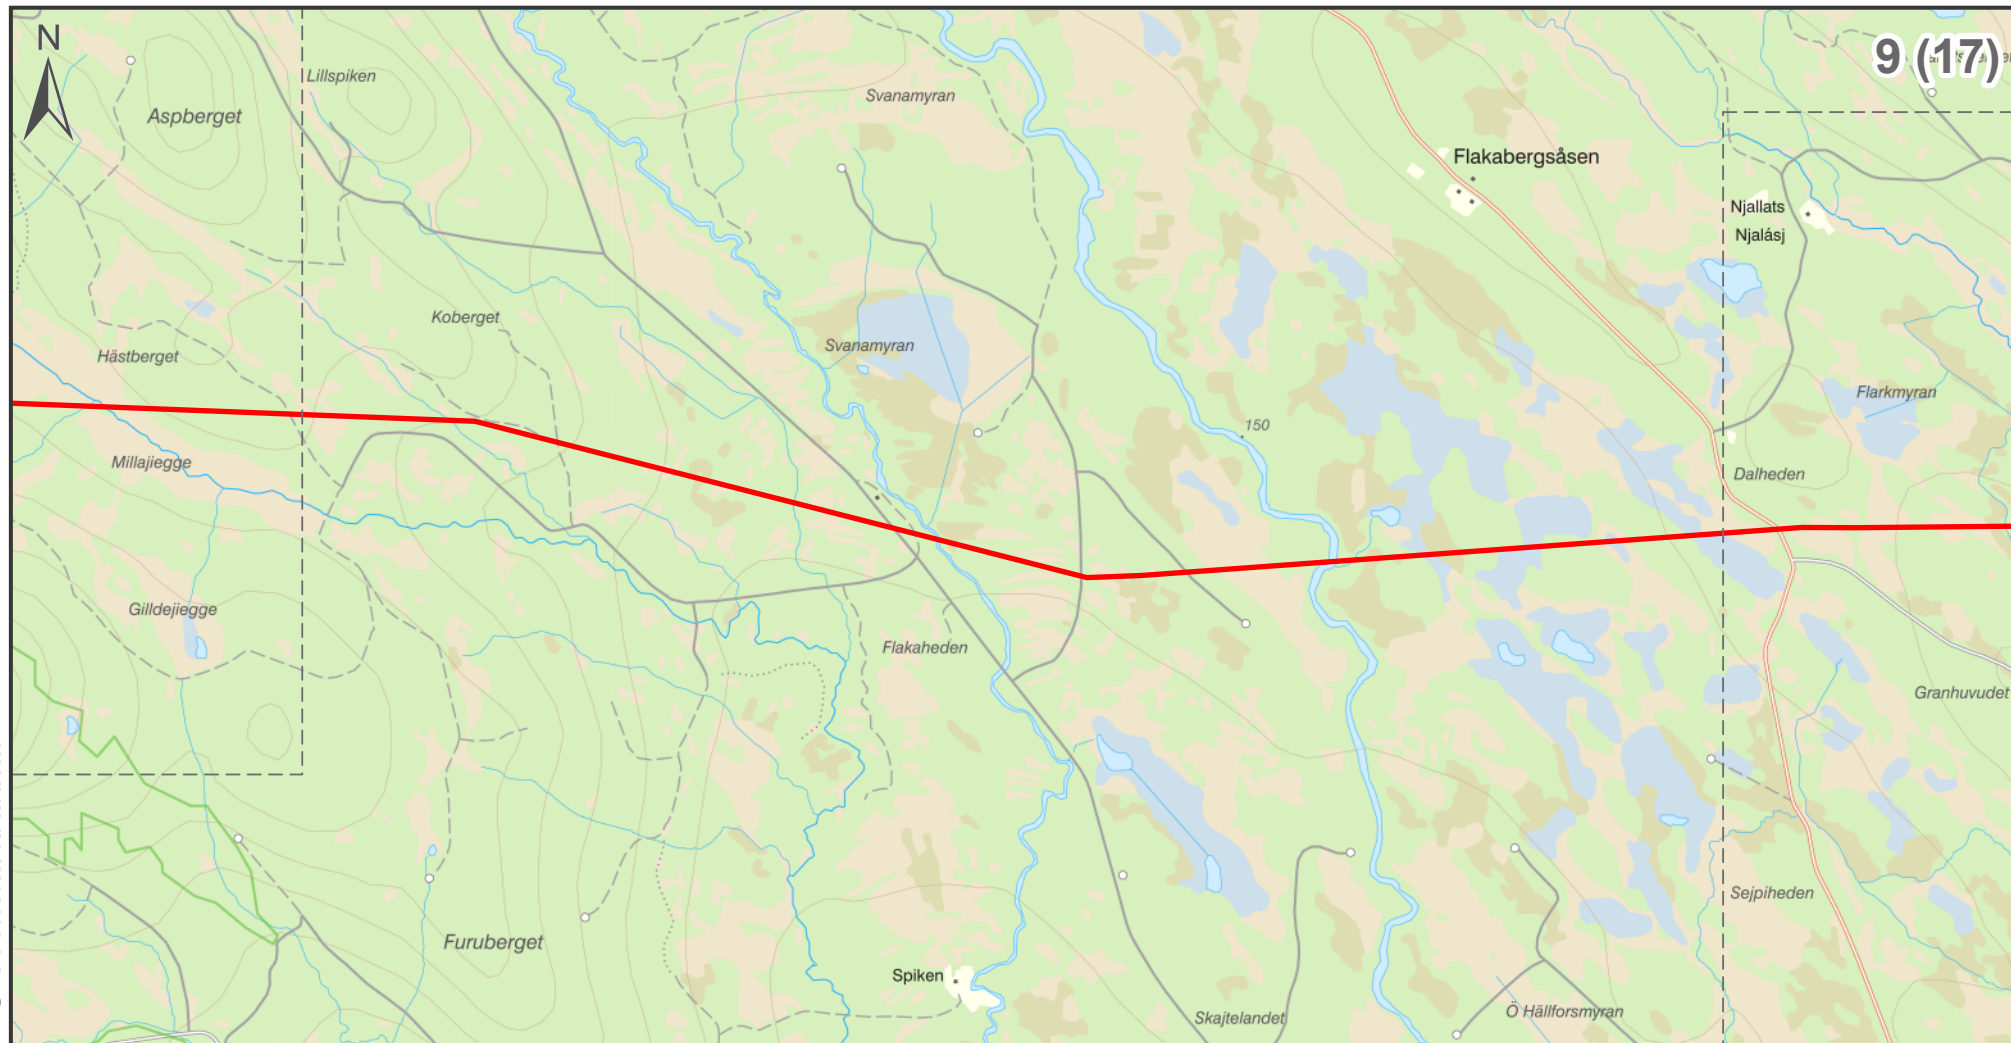 N
9 (17)
Lillspiken
Svanamyran
Aspberget
Flakabergsåsen
Njallats
Njalásj
Koberget
Svanamyran
Hästberget
Flarkmyran
150
Millajiegge
Dalheden
Gilldejiegge
Flakaheden
Granhuvudet
Sejpiheden
Furuberget
Spiken
Ö Hällforsmyran
Skajtelandet